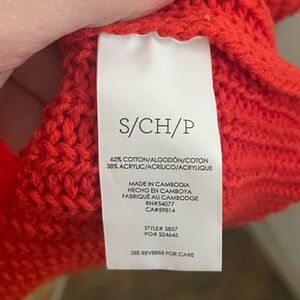 S/CH/P
62% COTTON/ALGODÓN/COTON
38% ACRYLIC/ACRÍLICO/ACRYLIQUE
MADE IN CAMBODIA
HECHO EN CAMBOYA
FABRIQUÉ AU CAMBODGE
RN#54077
CA#59814
STYLE# 5837
PO# 224645
SEE REVERSE FOR CARE